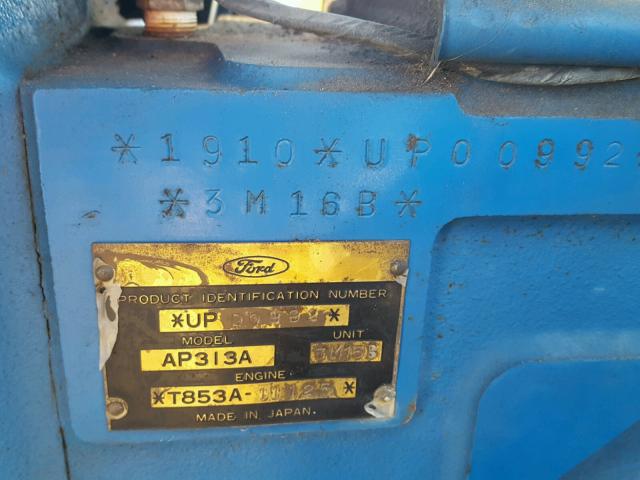 *1910*UP00992
*3M16B*
Ford
PRODUCT IDENTIFICATION NUMBER
*UP *
MODEL UNIT
AP313A
ENGINE
*T853A- *
MADE IN JAPAN.